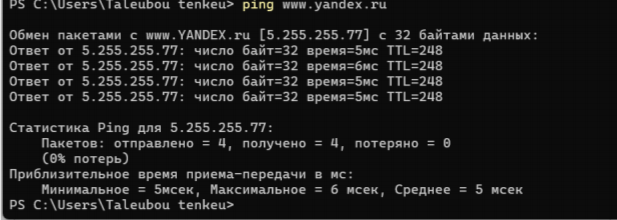 PS C:\Users\Taleubou tenkeu> ping www.yandex.ru
Обмен пакетами с www.YANDEX.ru [5.255.255.77] с 32 байтами данных:
Ответ от 5.255.255.77: число байт=32 время=5мс TTL=248
Ответ от 5.255.255.77: число байт=32 время=6мс TTL=248
Ответ от 5.255.255.77: число байт=32 время=5мс TTL=248
Ответ от 5.255.255.77: число байт=32 время=5мс TTL=248
Статистика Ping для 5.255.255.77:
    Пакетов: отправлено = 4, получено = 4, потеряно = 0
    (0% потерь)
Приблизительное время приема-передачи в мс:
    Минимальное = 5мсек, Максимальное = 6 мсек, Среднее = 5 мсек
PS C:\Users\Taleubou tenkeu>